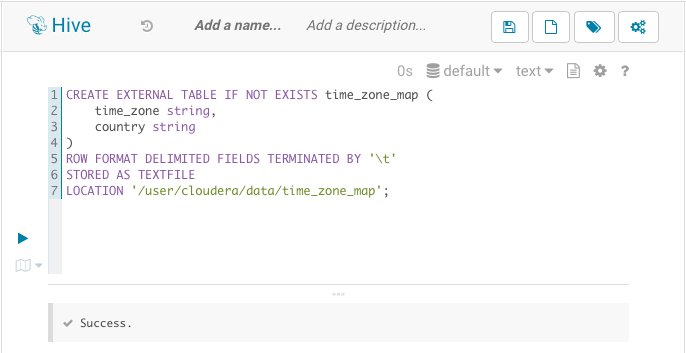 Hive Add a name... Add a description...
0s default text ?
1 CREATE EXTERNAL TABLE IF NOT EXISTS time_zone_map (
2     time_zone string,
3     country string
4 )
5 ROW FORMAT DELIMITED FIELDS TERMINATED BY '\t'
6 STORED AS TEXTFILE
7 LOCATION '/user/cloudera/data/time_zone_map';
Success.